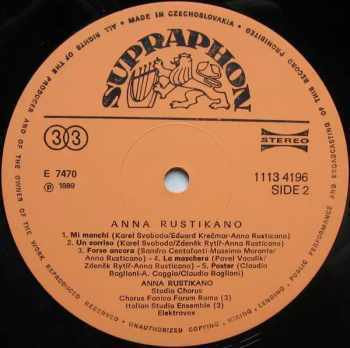 ALL RIGHTS OF THE PRODUCER AND OF THE OWNER OF THE WORK REPRODUCED RESERVED
• MADE IN CZECHOSLOVAKIA •
UNAUTHORIZED COPYING • HIRING • LENDING • PUBLIC PERFORMANCE AND BROADCASTING OF THIS RECORD PROHIBITED
SUPRAPHON
33
STEREO
E 7470
℗ 1989
1113 4196
SIDE 2
ANNA RUSTIKANO
1. Mi manchi (Karel Svoboda/Eduard Krečmar-Anna Rusticano)
2. Un sorriso (Karel Svoboda/Zdeněk Rytíř-Anna Rusticano)
3. Forse ancora (Sandro Centofanti-Massimo Morante/
Anna Rusticano) - 4. La maschera (Pavel Vaculík/
Zdeněk Rytíř-Anna Rusticano) - 5. Poster (Claudio
Baglioni-A. Coggio/Claudio Baglioni)
ANNA RUSTIKANO
Studio Chorus
Chorus Fonico Forum Roma (3)
Italian Studio Ensemble (3)
Elektrovox